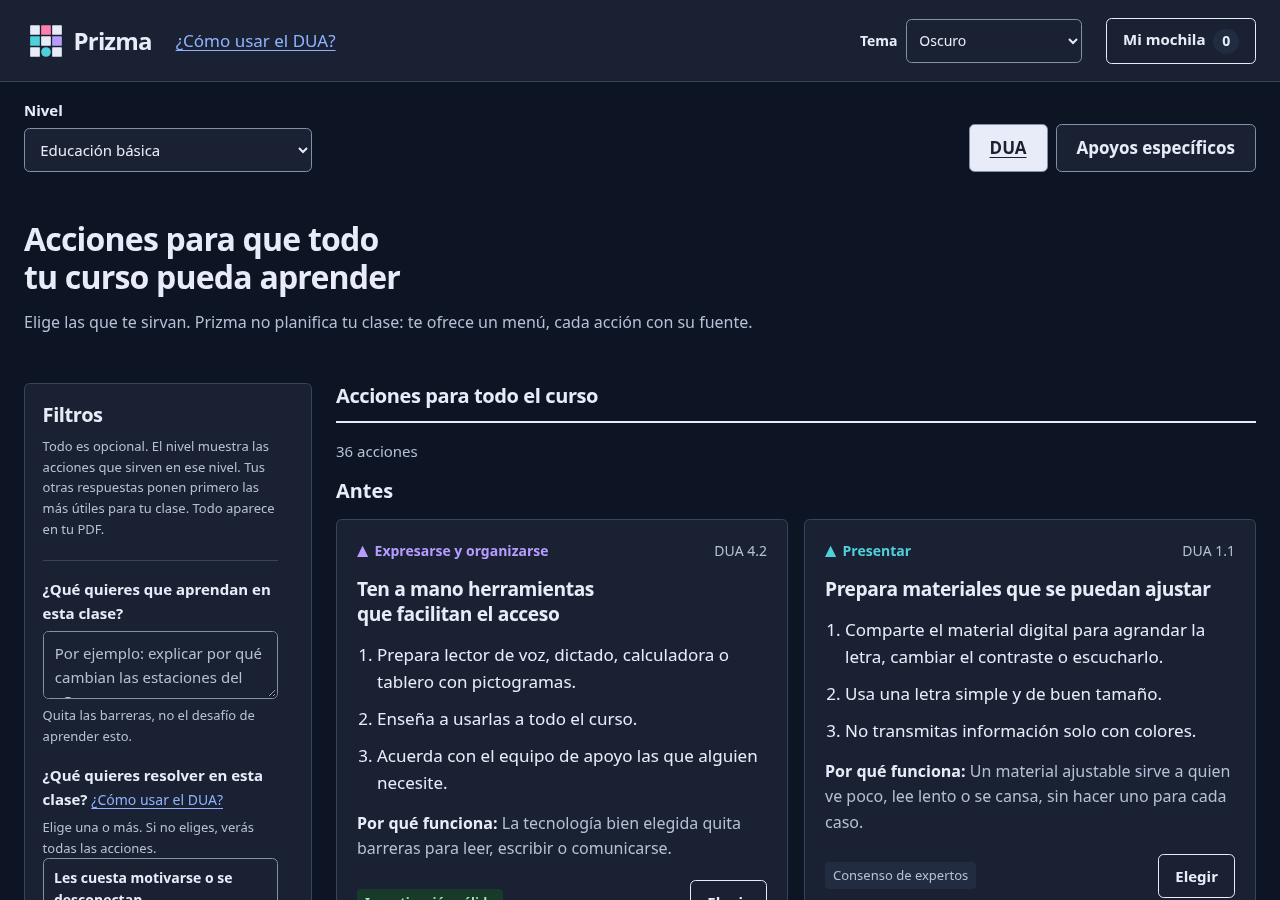 Prizma
¿Cómo usar el DUA?
Tema
Oscuro
Mi mochila 0
Nivel
Educación básica
DUA
Apoyos específicos
Acciones para que todo
tu curso pueda aprender
Elige las que te sirvan. Prizma no planifica tu clase: te ofrece un menú, cada acción con su fuente.
Filtros
Todo es opcional. El nivel muestra las
acciones que sirven en ese nivel. Tus
otras respuestas ponen primero las
más útiles para tu clase. Todo aparece
en tu PDF.
¿Qué quieres que aprendan en
esta clase?
Por ejemplo: explicar por qué
cambian las estaciones del
Quita las barreras, no el desafío de
aprender esto.
¿Qué quieres resolver en esta
clase? ¿Cómo usar el DUA?
Elige una o más. Si no eliges, verás
todas las acciones.
Les cuesta motivarse o se
desconectan
Acciones para todo el curso
36 acciones
Antes
Expresarse y organizarse
DUA 4.2
Ten a mano herramientas
que facilitan el acceso
1. Prepara lector de voz, dictado, calculadora o
tablero con pictogramas.
2. Enseña a usarlas a todo el curso.
3. Acuerda con el equipo de apoyo las que alguien
necesite.
Por qué funciona: La tecnología bien elegida quita
barreras para leer, escribir o comunicarse.
Presentar
DUA 1.1
Prepara materiales que se puedan ajustar
1. Comparte el material digital para agrandar la
letra, cambiar el contraste o escucharlo.
2. Usa una letra simple y de buen tamaño.
3. No transmitas información solo con colores.
Por qué funciona: Un material ajustable sirve a quien
ve poco, lee lento o se cansa, sin hacer uno para cada
caso.
Consenso de expertos
Elegir